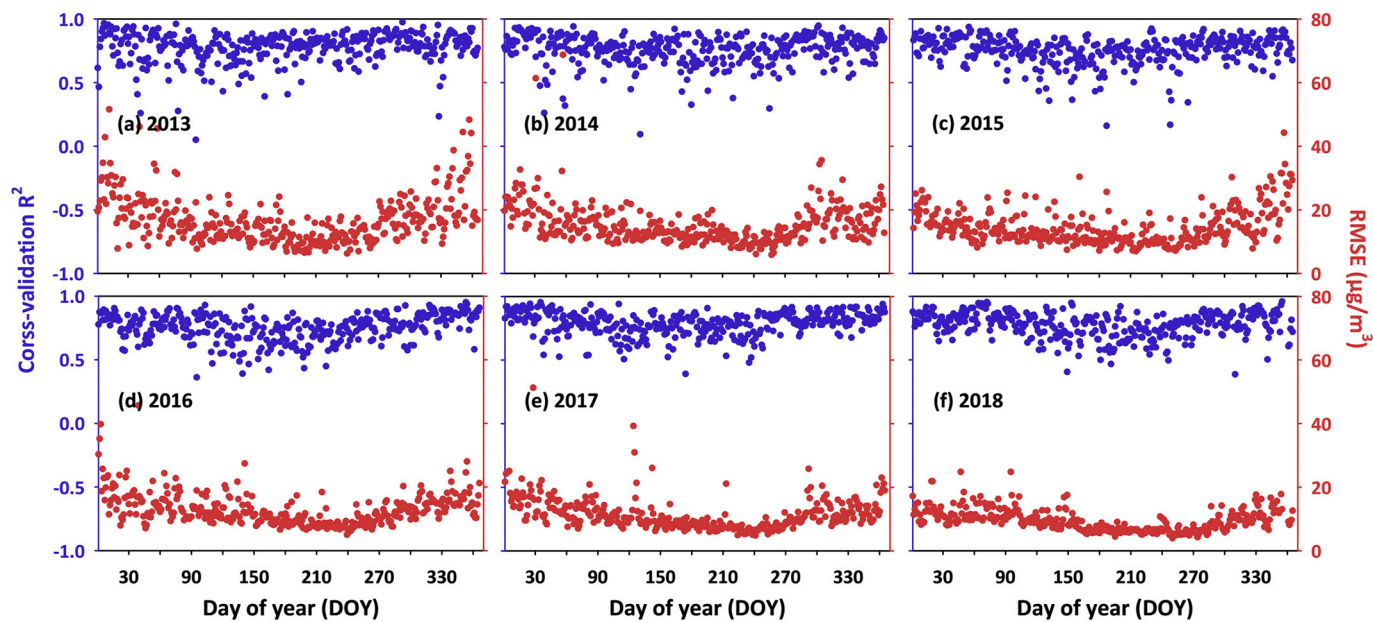 1.0
0.5
0.0
-0.5
-1.0
(a) 2013
(b) 2014
(c) 2015
80
60
40
20
0
1.0
0.5
0.0
-0.5
-1.0
(d) 2016
(e) 2017
(f) 2018
80
60
40
20
0
Corss-validation R²
RMSE (μg/m³)
30 90 150 210 270 330
30 90 150 210 270 330
30 90 150 210 270 330
Day of year (DOY)
Day of year (DOY)
Day of year (DOY)